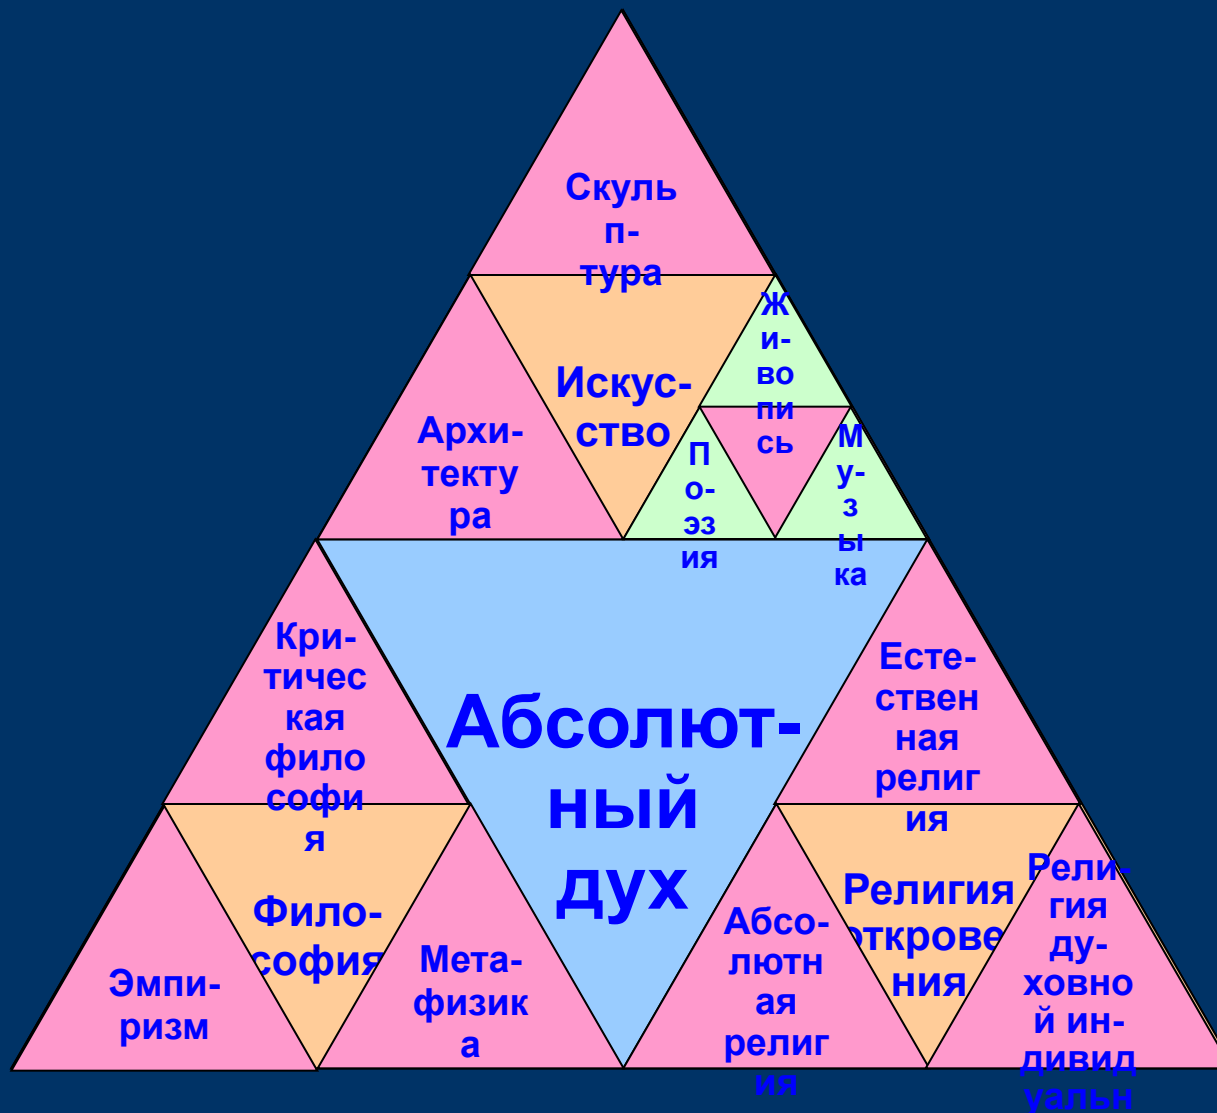 Скуль
п-
тура
Искус-
ство
Архи-
текту
ра
Ж
и-
во
пи
сь
П
о-
эз
ия
М
у-
з
ы
ка
Абсолют-
ный
дух
Кри-
тичес
кая
фило
софи
я
Фило-
софия
Эмпи-
ризм
Мета-
физик
а
Есте-
ствен
ная
религ
ия
Религия
откровe
ния
Абсо-
лютн
ая
религ
ия
Рели-
гия
ду-
ховно
й ин-
дивид
уальн